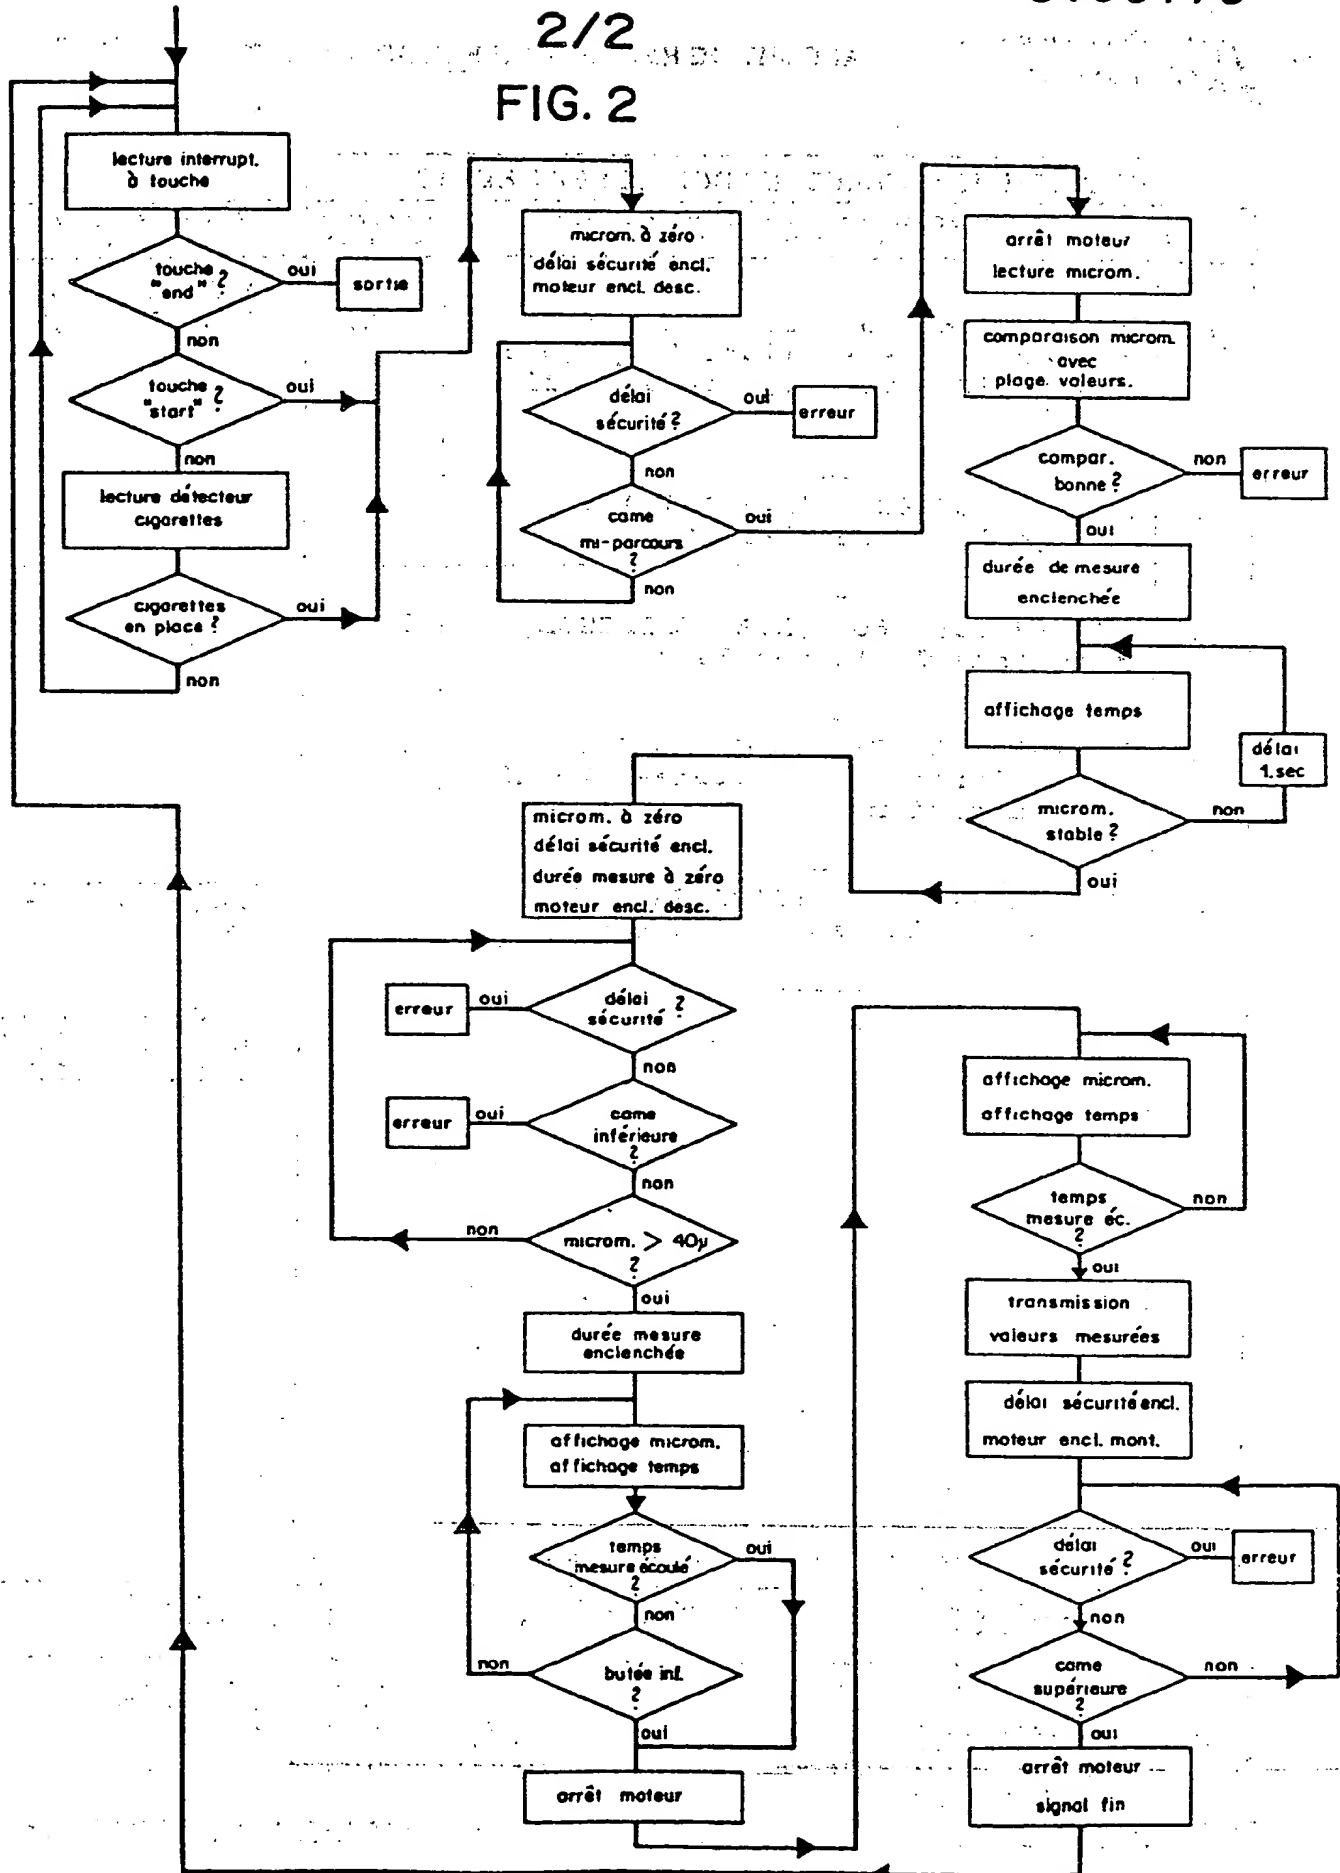 2/2
FIG. 2
lecture interrupt.
à touche
touche
"end" ?
oui
sortie
non
touche
"start" ?
oui
non
lecture détecteur
cigarettes
cigarettes
en place ?
oui
non
microm. à zéro
délai sécurité encl.
moteur encl. desc.
délai
sécurité ?
oui
erreur
non
came
mi-parcours
?
oui
non
arrêt moteur
lecture microm.
comparaison microm.
avec
plage valeurs.
compar.
bonne ?
non
erreur
oui
durée de mesure
enclenchée
affichage temps
délai
1.sec
microm.
stable ?
non
oui
microm. à zéro
délai sécurité encl.
durée mesure à zéro
moteur encl. desc.
délai
sécurité ?
oui
erreur
non
came
inférieure
?
oui
erreur
non
microm. > 40µ
?
non
oui
durée mesure
enclenchée
affichage microm.
affichage temps
temps
mesure écoulé
?
oui
non
butée inf.
?
non
oui
arrêt moteur
affichage microm.
affichage temps
temps
mesure éc.
?
non
oui
transmission
valeurs mesurées
délai sécurité encl.
moteur encl. mont.
délai
sécurité ?
oui
erreur
non
came
supérieure
?
non
oui
arrêt moteur
signal fin